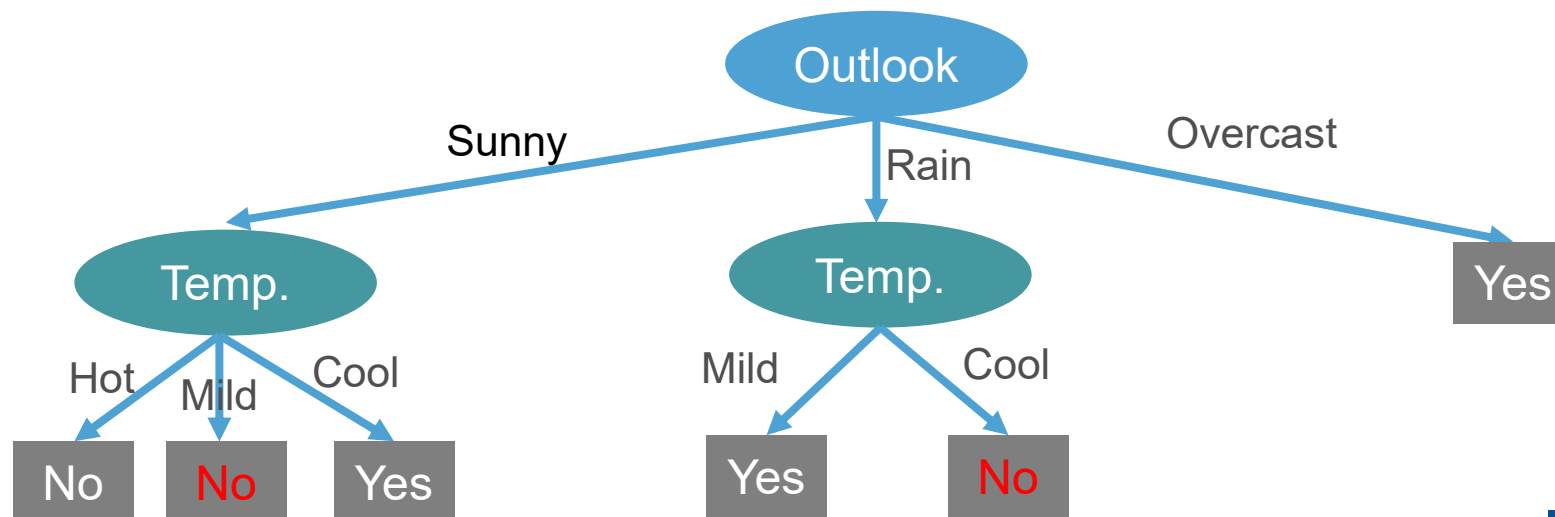 Outlook
Sunny
Rain
Overcast
Temp.
Temp.
Yes
Hot
Mild
Cool
Mild
Cool
No
No
Yes
Yes
No